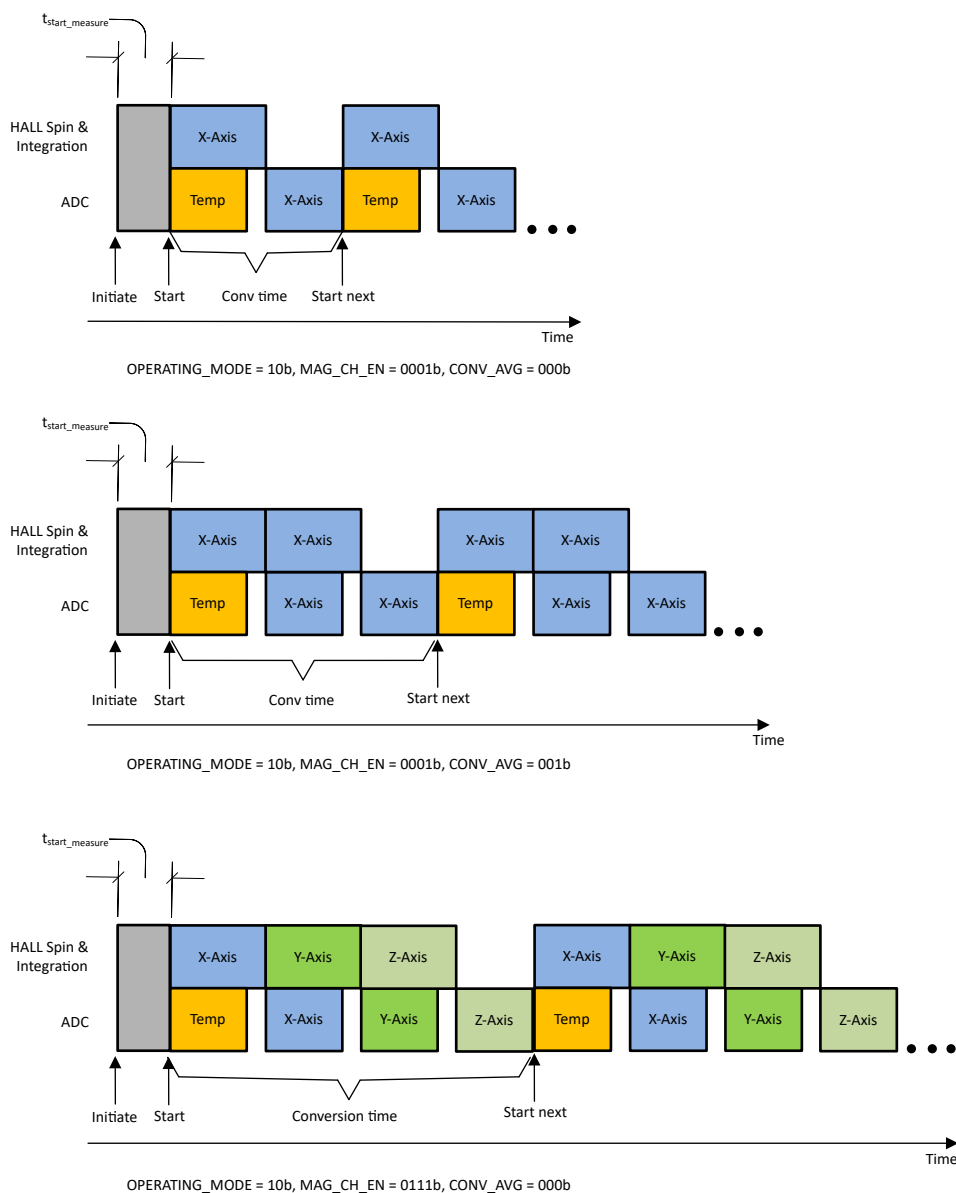 t start_measure
HALL Spin &
Integration
X-Axis
X-Axis
ADC
Temp
X-Axis
Temp
X-Axis
Initiate
Start
Conv time
Start next
Time
OPERATING_MODE = 10b, MAG_CH_EN = 0001b, CONV_AVG = 000b
t start_measure
HALL Spin &
Integration
X-Axis
X-Axis
X-Axis
X-Axis
ADC
Temp
X-Axis
X-Axis
Temp
X-Axis
X-Axis
Initiate
Start
Conv time
Start next
Time
OPERATING_MODE = 10b, MAG_CH_EN = 0001b, CONV_AVG = 001b
t start_measure
HALL Spin &
Integration
X-Axis
Y-Axis
Z-Axis
X-Axis
Y-Axis
Z-Axis
ADC
Temp
X-Axis
Y-Axis
Z-Axis
Temp
X-Axis
Y-Axis
Z-Axis
Initiate
Start
Conversion time
Start next
Time
OPERATING_MODE = 10b, MAG_CH_EN = 0111b, CONV_AVG = 000b